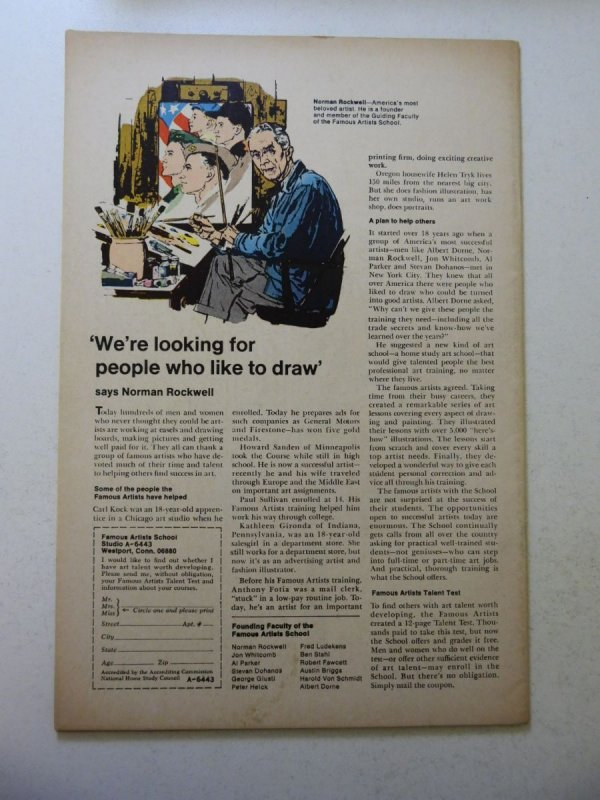 Norman Rockwell—America's most
beloved artist. He is a founder
and member of the Guiding Faculty
of the Famous Artists School.
'We're looking for
people who like to draw'
says Norman Rockwell
Today hundreds of men and women
who never thought they could be art-
ists are working at easels and drawing
boards, making pictures and getting
well paid for it. They all can thank a
group of famous artists who have de-
voted much of their time and talent
to helping others find success in art.
Some of the people the
Famous Artists have helped
Carl Kock was an 18-year-old appren-
tice in a Chicago art studio when he
Famous Artists School
Studio A-6443
Westport, Conn. 06880
I would like to find out whether I
have art talent worth developing.
Please send me, without obligation,
your Famous Artists Talent Test and
information about your School.
Mr.
Mrs. ← Circle one and please print
Miss
Street Apt. #
City
State
Age Zip
Accredited by the Accrediting Commission
National Home Study Council A-6443
enrolled. Today he prepares ads for
such companies as General Motors
and Firestone—has won five gold
medals.
Howard Sanden of Minneapolis
took the Course while still in high
school. He is now a successful artist—
recently he and his wife traveled
through Europe and the Middle East
on important art assignments.
Paul Sullivan enrolled at 14. His
Famous Artists training helped him
work his way through college.
Kathleen Gironda of Indiana,
Pennsylvania, was an 18-year-old
salesgirl in a department store. She
still works for a department store, but
now it's as an advertising artist and
fashion illustrator.
Before his Famous Artists training,
Anthony Fotia was a mail clerk,
"stuck" in a low-pay routine job. To-
day, he's an artist for an important
Founding Faculty of the
Famous Artists School
Norman Rockwell
Jon Whitcomb
Al Parker
Stevan Dohanos
George Giusti
Peter Helck
Fred Ludekens
Ben Stahl
Robert Fawcett
Austin Briggs
Harold Von Schmidt
Albert Dorne
printing firm, doing exciting creative
work.
Oregon housewife Helen Tryk lives
150 miles from the nearest big city.
But she does fashion illustration, has
her own studio, runs an art work
shop, does portraits.
A plan to help others
It started over 18 years ago when a
group of America's most successful
artists—men like Albert Dorne, Nor-
man Rockwell, Jon Whitcomb, Al
Parker and Stevan Dohanos—met in
New York City. They knew that all
over America there were people who
liked to draw who could be turned
into good artists. Albert Dorne asked,
"Why can't we give these people the
training they need—including all the
trade secrets and know-how we've
learned over the years?"
He suggested a new kind of art
school—a home study art school—that
would give talented people the best
professional art training, no matter
where they live.
The famous artists agreed. Taking
time from their busy careers, they
created a remarkable series of art
lessons covering every aspect of draw-
ing and painting. They illustrated
their lessons with over 5,000 "here's-
how" illustrations. The lessons start
from scratch and cover every skill a
top artist needs. Finally, they de-
veloped a wonderful way to give each
student personal correction and ad-
vice all through his training.
The famous artists with the School
are not surprised at the success of
their students. The opportunities
open to successful artists today are
enormous. The School continually
gets calls from all over the country
asking for practical well-trained stu-
dents—not geniuses—who can step
into full-time or part-time art jobs.
And practical, thorough training is
what the School offers.
Famous Artists Talent Test
To find others with art talent worth
developing, the Famous Artists
created a 12-page Talent Test. Thou-
sands paid to take this test, but now
the School offers and grades it free.
Men and women who do well on the
test—or offer other sufficient evidence
of art talent—may enroll in the
School. But there's no obligation.
Simply mail the coupon.